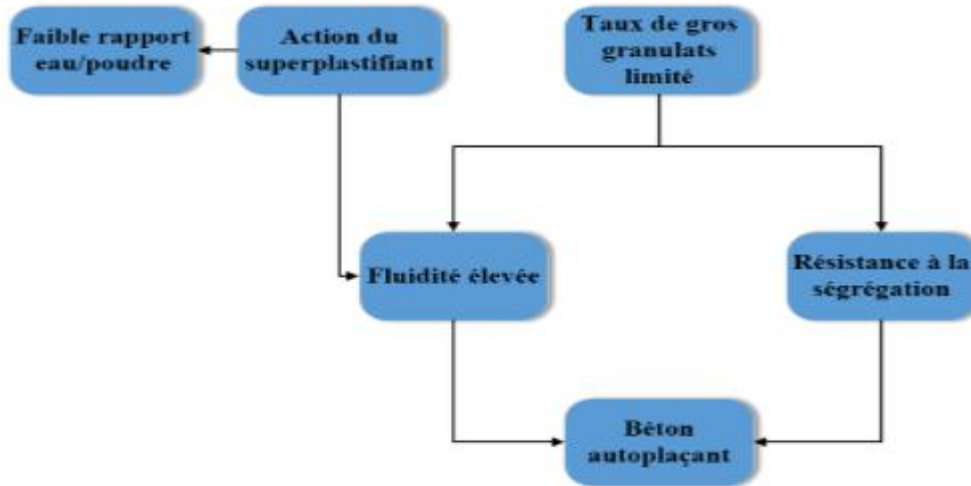 Faible rapport
eau/poudre
Action du
superplastifiant
Taux de gros
granulats
limité
Fluidité élevée
Résistance à la
ségrégation
Béton
autoplaçant